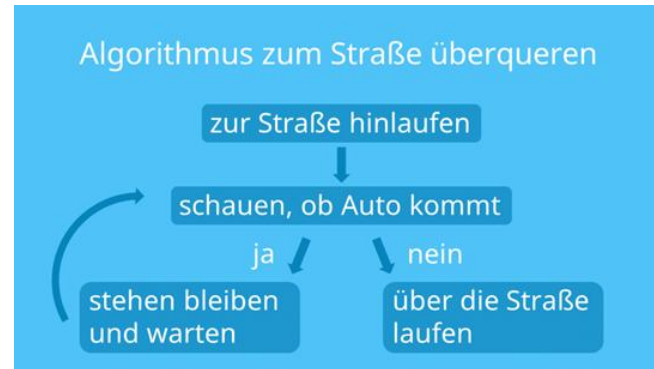 Algorithmus zum Straße überqueren
zur Straße hinlaufen
schauen, ob Auto kommt
ja
nein
stehen bleiben
und warten
über die Straße
laufen